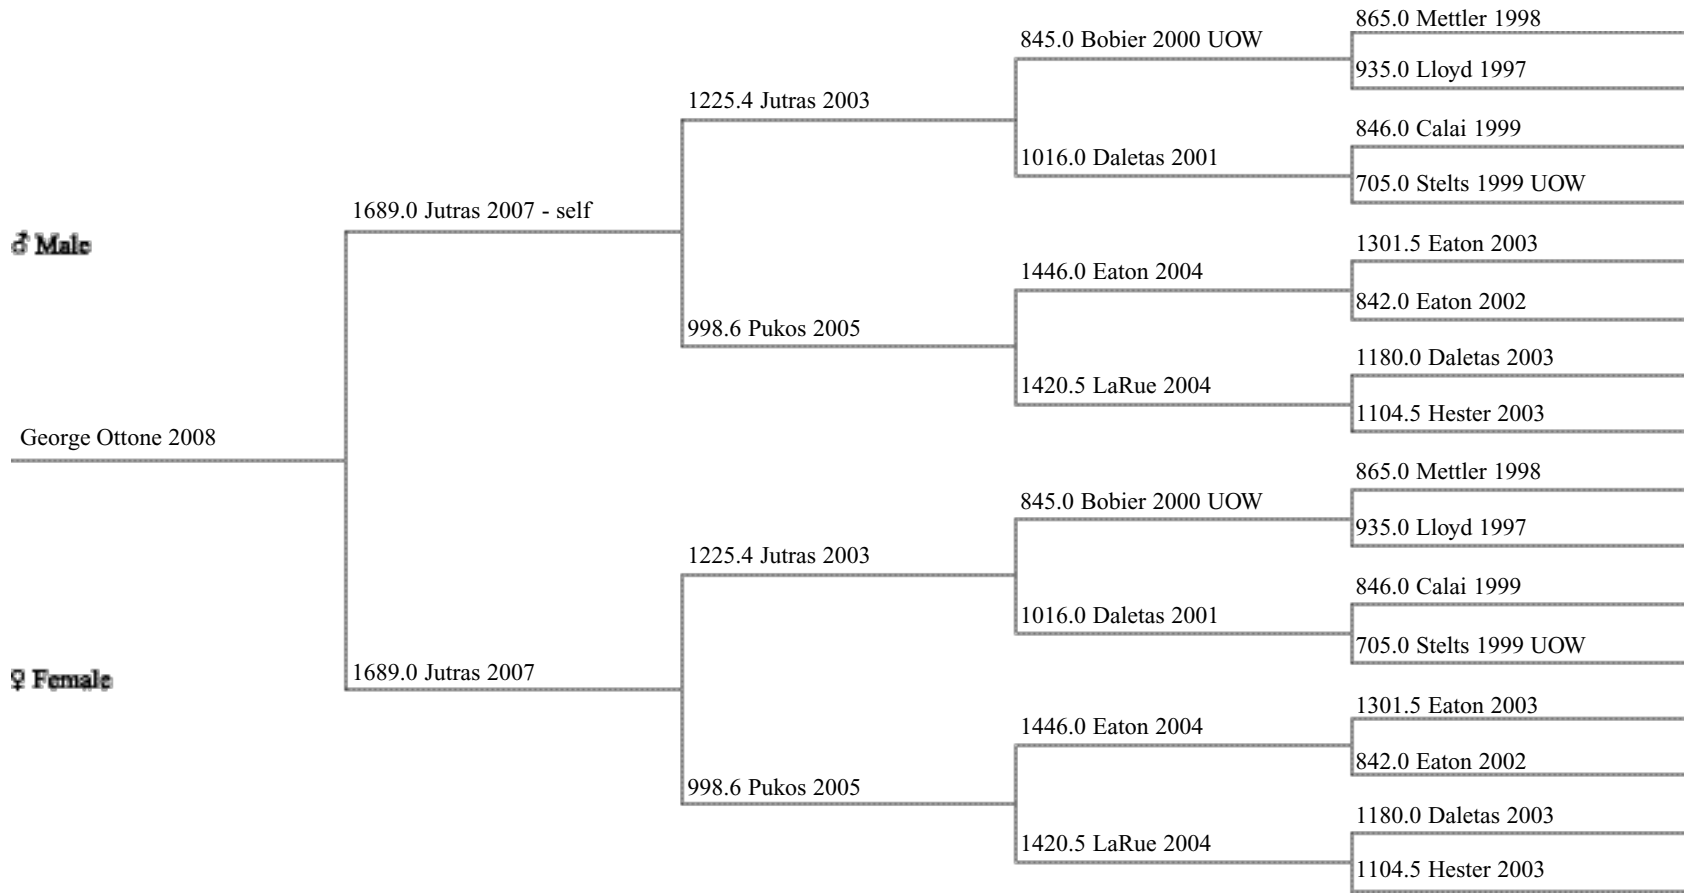 865.0 Mettler 1998
845.0 Bobier 2000 UOW
935.0 Lloyd 1997
1225.4 Jutras 2003
846.0 Calai 1999
1016.0 Daletas 2001
705.0 Stelts 1999 UOW
1689.0 Jutras 2007 - self
♂ Male
1301.5 Eaton 2003
1446.0 Eaton 2004
842.0 Eaton 2002
998.6 Pukos 2005
1180.0 Daletas 2003
1420.5 LaRue 2004
1104.5 Hester 2003
George Ottone 2008
865.0 Mettler 1998
845.0 Bobier 2000 UOW
935.0 Lloyd 1997
1225.4 Jutras 2003
846.0 Calai 1999
1016.0 Daletas 2001
705.0 Stelts 1999 UOW
1689.0 Jutras 2007
♀ Female
1301.5 Eaton 2003
1446.0 Eaton 2004
842.0 Eaton 2002
998.6 Pukos 2005
1180.0 Daletas 2003
1420.5 LaRue 2004
1104.5 Hester 2003